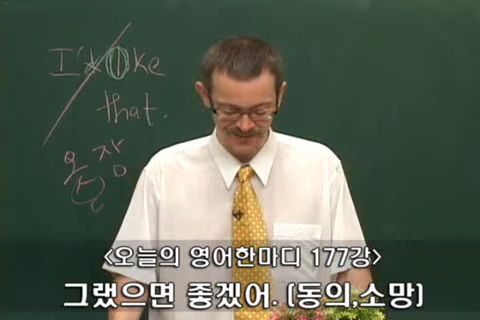 I'd like
that.
<오늘의 영어한마디 177강>
그랬으면 좋겠어. (동의,소망)